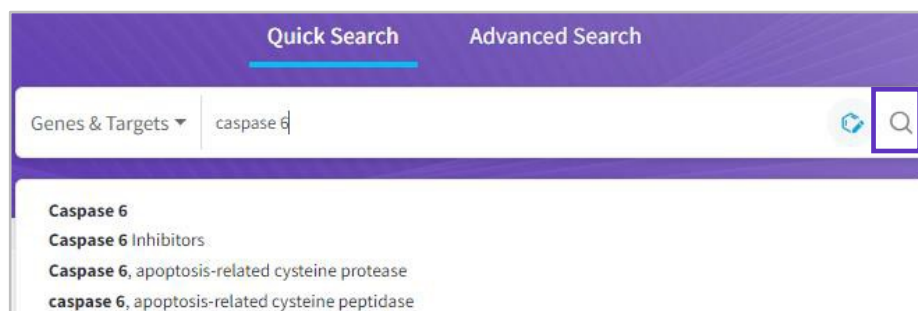 Quick Search Advanced Search
Genes & Targets caspase 6
Caspase 6
Caspase 6 Inhibitors
Caspase 6, apoptosis-related cysteine protease
caspase 6, apoptosis-related cysteine peptidase